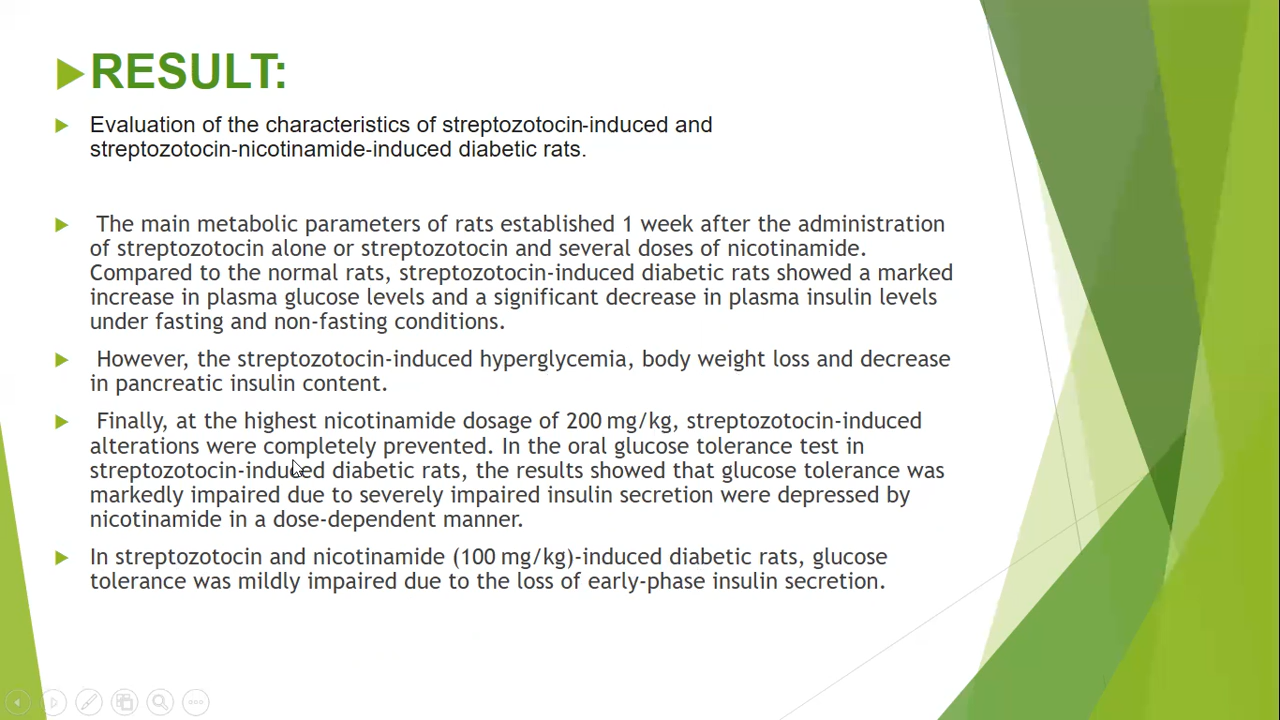 RESULT:
Evaluation of the characteristics of streptozotocin-induced and
streptozotocin-nicotinamide-induced diabetic rats.
The main metabolic parameters of rats established 1 week after the administration
of streptozotocin alone or streptozotocin and several doses of nicotinamide.
Compared to the normal rats, streptozotocin-induced diabetic rats showed a marked
increase in plasma glucose levels and a significant decrease in plasma insulin levels
under fasting and non-fasting conditions.
However, the streptozotocin-induced hyperglycemia, body weight loss and decrease
in pancreatic insulin content.
Finally, at the highest nicotinamide dosage of 200 mg/kg, streptozotocin-induced
alterations were completely prevented. In the oral glucose tolerance test in
streptozotocin-induced diabetic rats, the results showed that glucose tolerance was
markedly impaired due to severely impaired insulin secretion were depressed by
nicotinamide in a dose-dependent manner.
In streptozotocin and nicotinamide (100 mg/kg)-induced diabetic rats, glucose
tolerance was mildly impaired due to the loss of early-phase insulin secretion.